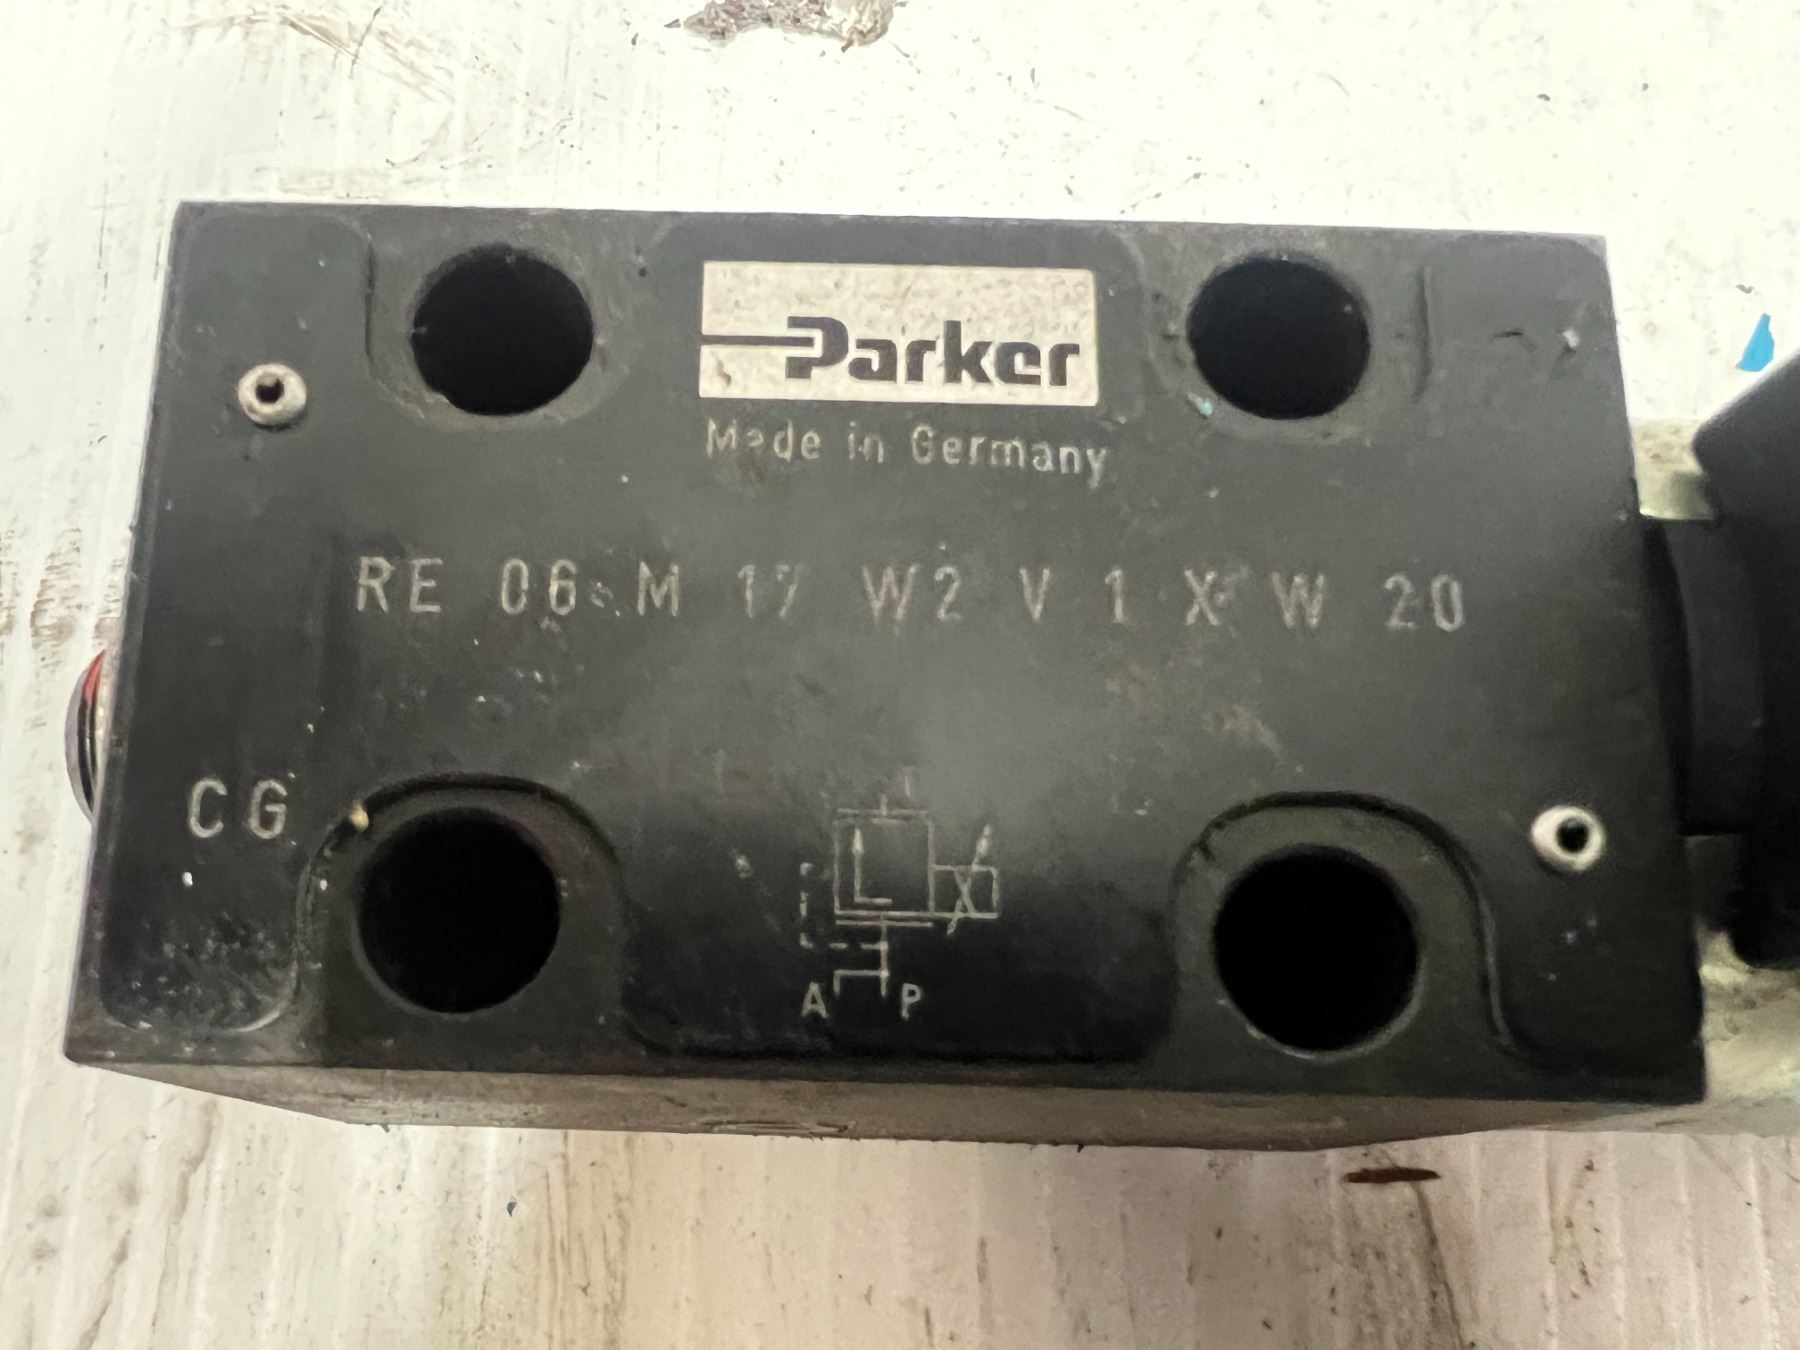 Parker
Made in Germany
RE 06 M 17 W2 V 1 X W 20
CG
A P